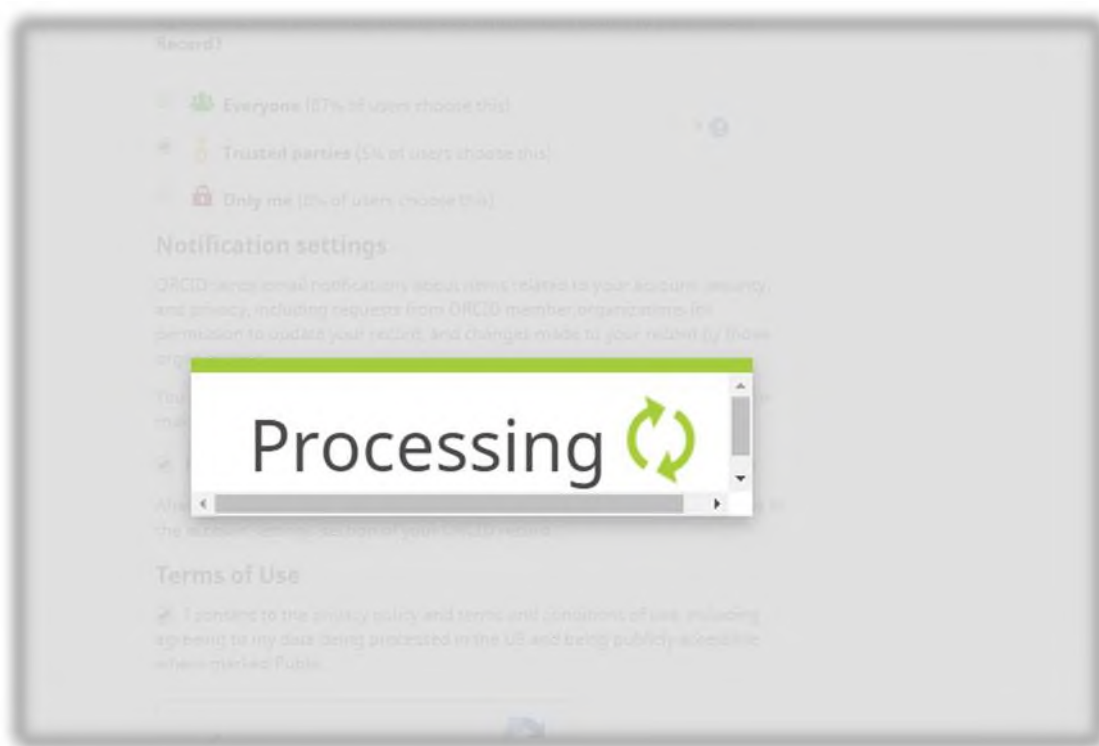 Record?
Everyone (87% of users choose this)
Trusted parties (5% of users choose this)
Only me (8% of users choose this)
Notification settings
ORCID sends email notifications about items related to your account, security,
and privacy, including requests from ORCID member organizations for
permission to update your record, and changes made to your record by those
Processing
the account settings section of your ORCID record
Terms of Use
I consent to the privacy policy and terms and conditions of use, including
agreeing to my data being processed in the US and being publicly accessible
where marked Public